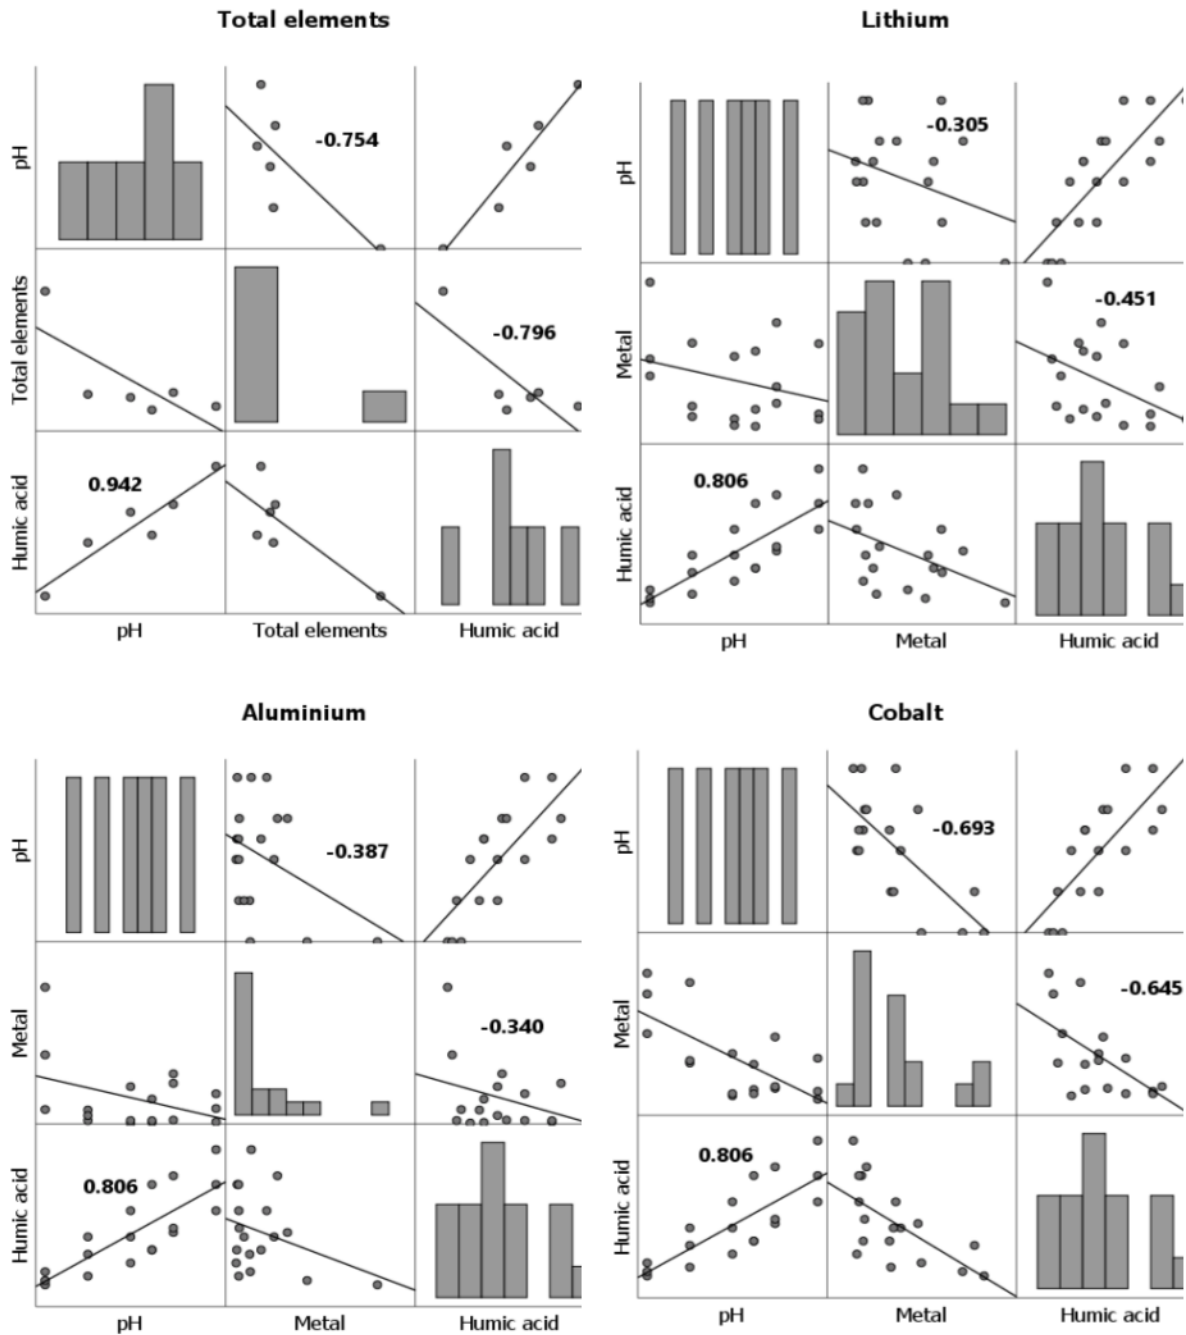 Total elements
pH
-0.754
Total elements
-0.796
Humic acid
0.942
pH
Total elements
Humic acid
Lithium
pH
-0.305
Metal
-0.451
Humic acid
0.806
pH
Metal
Humic acid
Aluminium
pH
-0.387
Metal
-0.340
Humic acid
0.806
pH
Metal
Humic acid
Cobalt
pH
-0.693
Metal
-0.645
Humic acid
0.806
pH
Metal
Humic acid